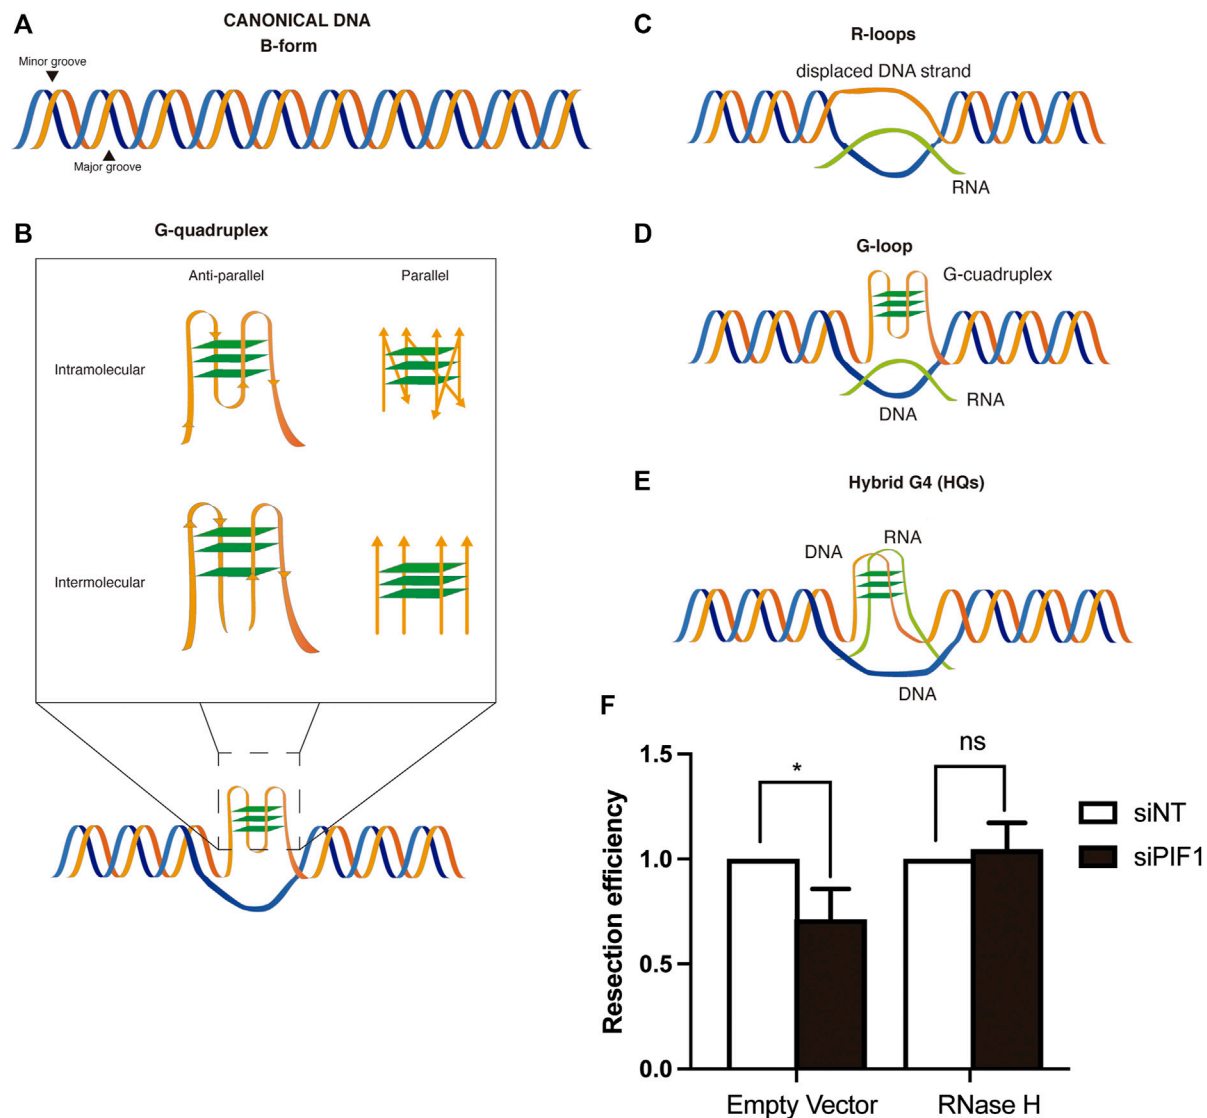 A
CANONICAL DNA
B-form
Minor groove
Major groove
B
G-quadruplex
Anti-parallel
Parallel
Intramolecular
Intermolecular
C
R-loops
displaced DNA strand
RNA
D
G-loop
G-cuadruplex
RNA
DNA
E
Hybrid G4 (HQs)
RNA
DNA
DNA
F
1.5
1.0
0.5
0.0
Resection efficiency
*
ns
siNT
siPIF1
Empty Vector
RNase H